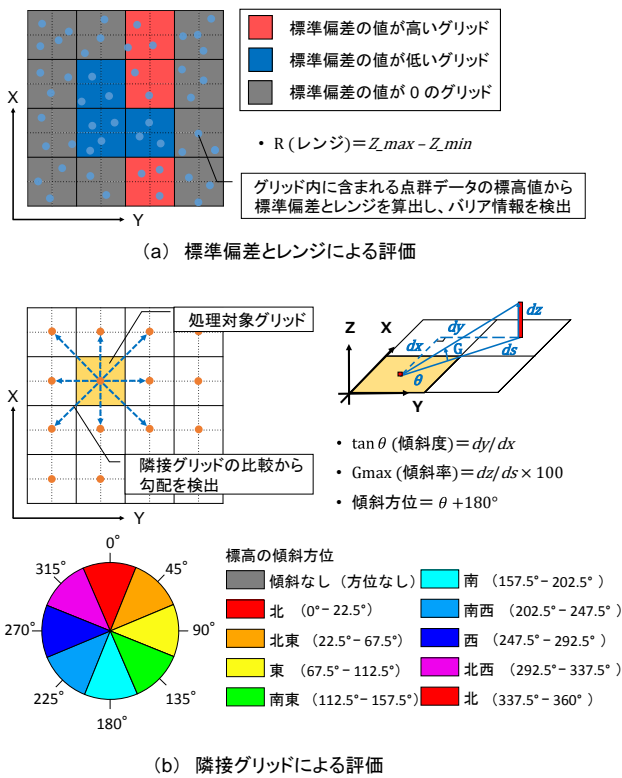 標準偏差の値が高いグリッド
標準偏差の値が低いグリッド
標準偏差の値が 0 のグリッド
X
Y
• R (レンジ)=Z_max – Z_min
グリッド内に含まれる点群データの標高値から
標準偏差とレンジを算出し、バリア情報を検出
(a) 標準偏差とレンジによる評価
処理対象グリッド
X
Y
隣接グリッドの比較から
勾配を検出
Z
X
Y
dy
dz
dx
G
ds
θ
• tan θ (傾斜度)=dy/dx
• Gmax (傾斜率)=dz/ds × 100
• 傾斜方位= θ +180°
0°
45°
90°
135°
180°
225°
270°
315°
標高の傾斜方位
傾斜なし (方位なし)
北 (0°– 22.5°)
北東 (22.5°– 67.5°)
東 (67.5°– 112.5°)
南東 (112.5°– 157.5°)
南 (157.5°– 202.5°)
南西 (202.5°– 247.5°)
西 (247.5°– 292.5°)
北西 (292.5°– 337.5°)
北 (337.5°– 360°)
(b) 隣接グリッドによる評価